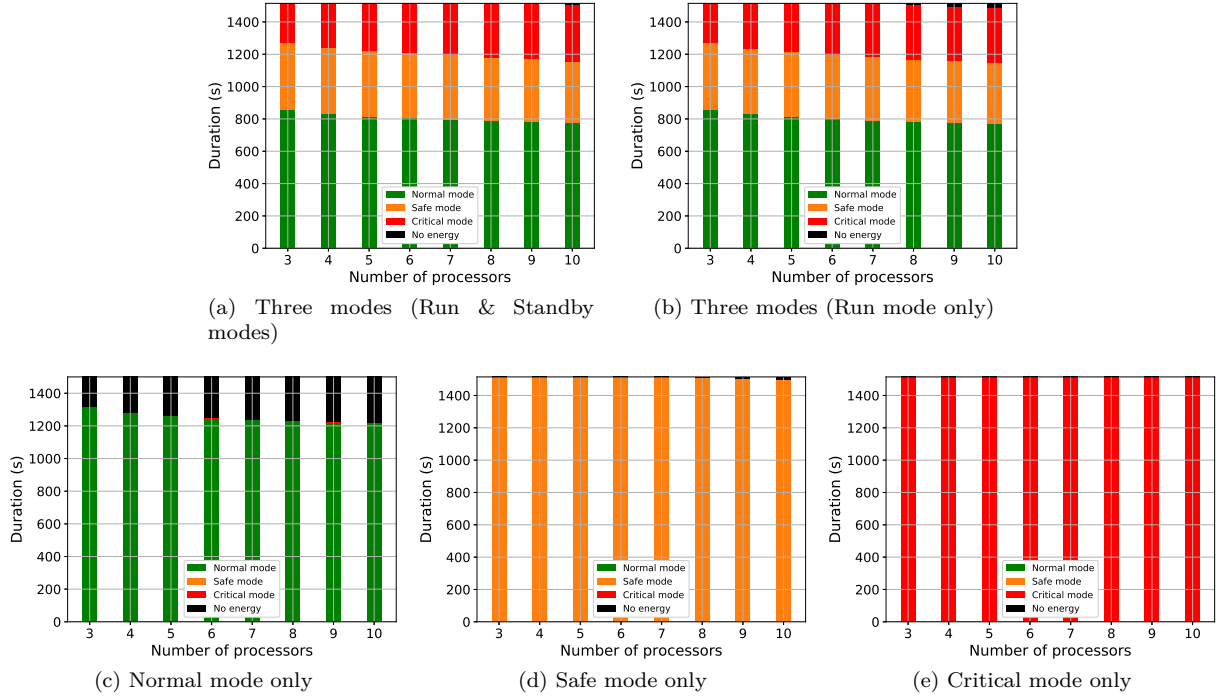 1400
1200
1000
800
600
400
200
0
Duration (s)
Normal mode
Safe mode
Critical mode
No energy
3 4 5 6 7 8 9 10
Number of processors
(a) Three modes (Run & Standby
modes)
1400
1200
1000
800
600
400
200
0
Duration (s)
Normal mode
Safe mode
Critical mode
No energy
3 4 5 6 7 8 9 10
Number of processors
(b) Three modes (Run mode only)
1400
1200
1000
800
600
400
200
0
Duration (s)
Normal mode
Safe mode
Critical mode
No energy
3 4 5 6 7 8 9 10
Number of processors
(c) Normal mode only
1400
1200
1000
800
600
400
200
0
Duration (s)
Normal mode
Safe mode
Critical mode
No energy
3 4 5 6 7 8 9 10
Number of processors
(d) Safe mode only
1400
1200
1000
800
600
400
200
0
Duration (s)
Normal mode
Safe mode
Critical mode
No energy
3 4 5 6 7 8 9 10
Number of processors
(e) Critical mode only